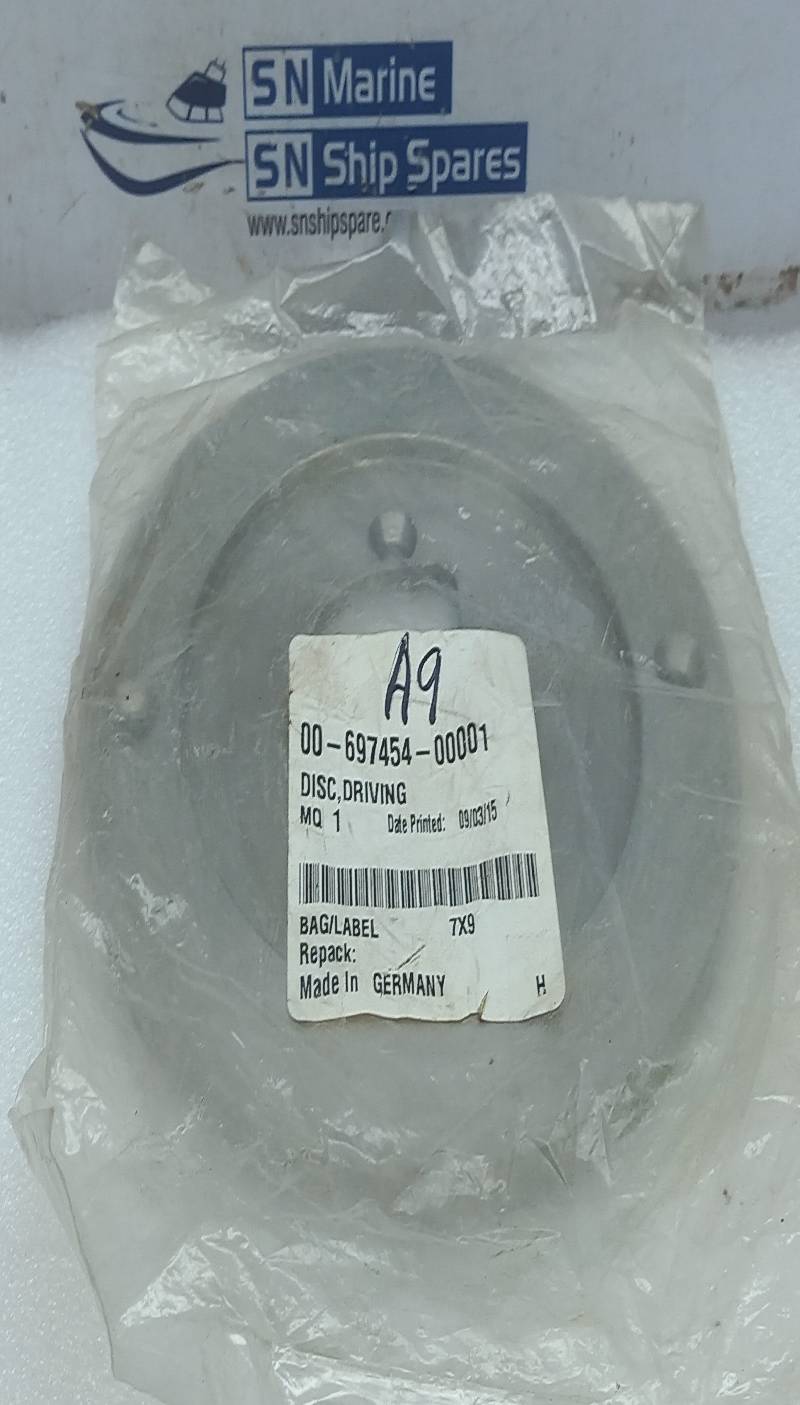 SN Marine
SN Ship Spares
www.snshipspare.
A9
00-697454-00001
DISC,DRIVING
MQ 1 Date Printed: 09/03/15
BAG/LABEL 7X9
Repack:
Made In GERMANY H